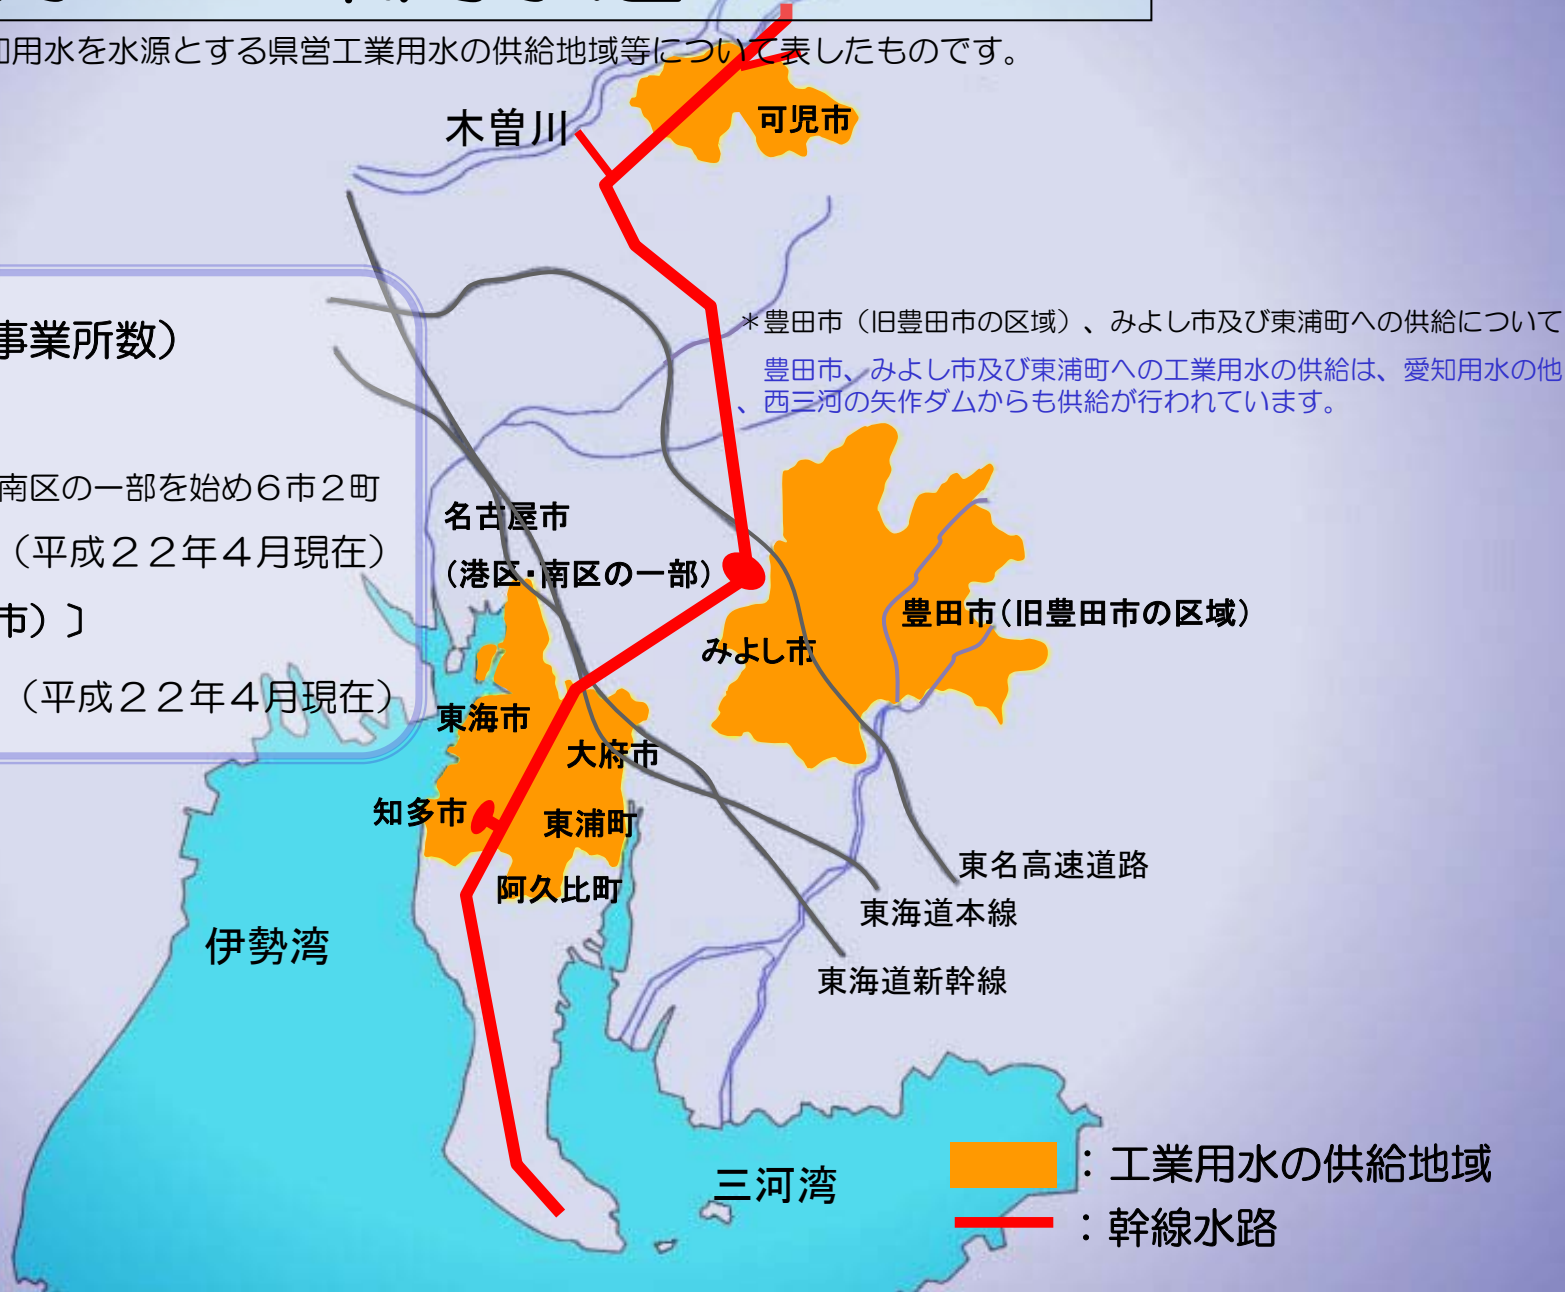 知用水を水源とする県営工業用水の供給地域等について表したものです。
木曽川
可児市
事業所数）
＊豊田市（旧豊田市の区域）、みよし市及び東浦町への供給について
豊田市、みよし市及び東浦町への工業用水の供給は、愛知用水の他
、西三河の矢作ダムからも供給が行われています。
南区の一部を始め６市２町
（平成２２年４月現在）
市）〕
（平成２２年４月現在）
名古屋市
（港区・南区の一部）
豊田市（旧豊田市の区域）
みよし市
東海市
大府市
知多市
東浦町
阿久比町
東名高速道路
東海道本線
東海道新幹線
伊勢湾
三河湾
：工業用水の供給地域
：幹線水路